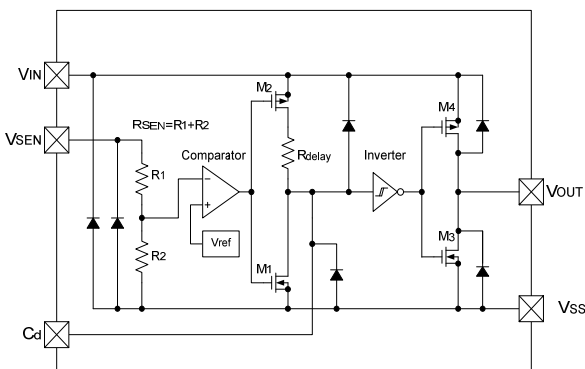 VIN
VSEN
RSEN=R1+R2
R1
R2
Comparator
Vref
M2
Rdelay
M1
Inverter
M4
M3
VOUT
VSS
Cd